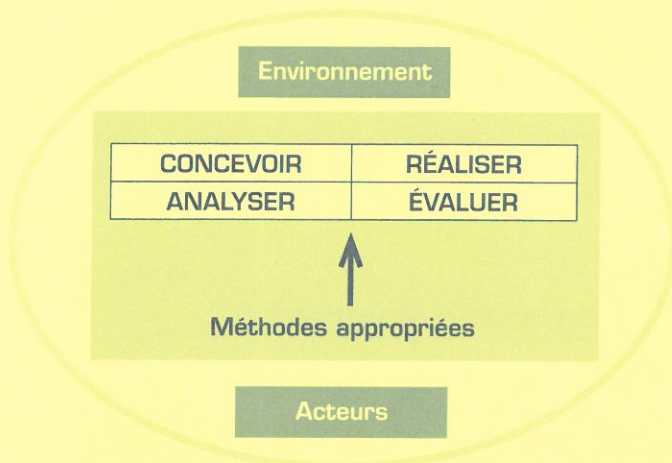 Environnement
CONCEVOIR RÉALISER
ANALYSER ÉVALUER
Méthodes appropriées
Acteurs